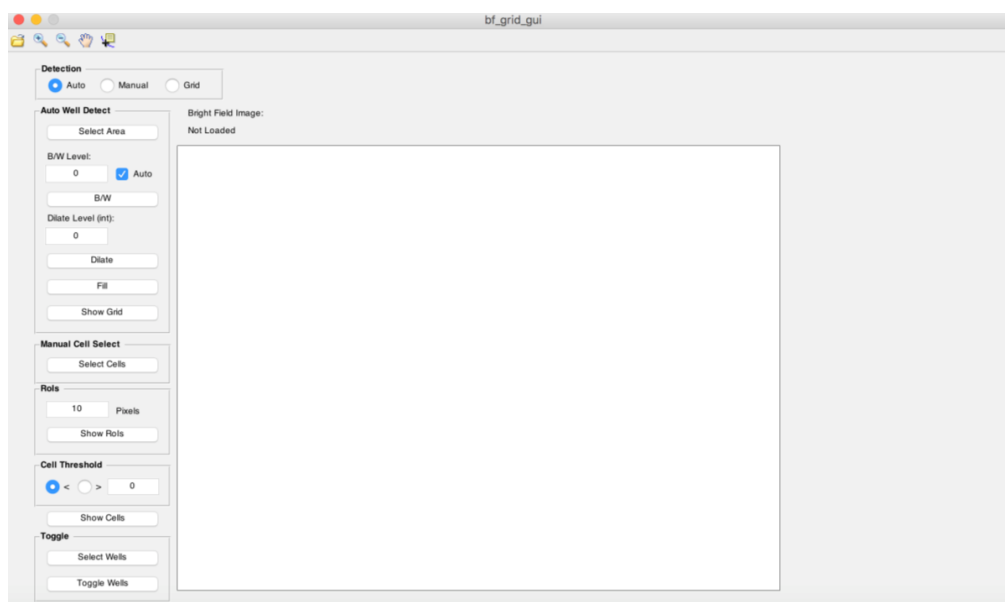 bf_grid_gui
Detection
Auto Manual Grid
Auto Well Detect
Select Area
Bright Field Image:
Not Loaded
B/W Level:
0 Auto
B/W
Dilate Level (int):
0
Dilate
Fill
Show Grid
Manual Cell Select
Select Cells
RoIs
10 Pixels
Show RoIs
Cell Threshold
< > 0
Show Cells
Toggle
Select Wells
Toggle Wells